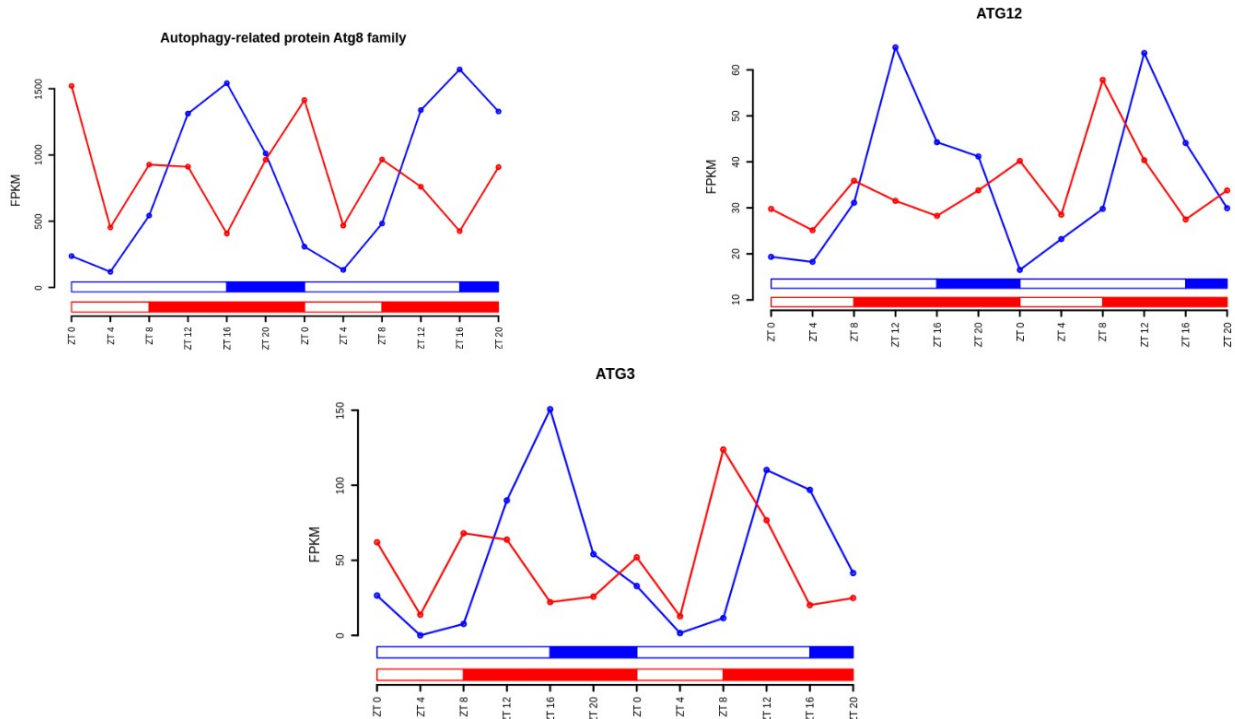 Autophagy-related protein Atg8 family
FPKM
1500
1000
500
0
ZT 0 ZT 4 ZT 8 ZT 12 ZT 16 ZT 20 ZT 0 ZT 4 ZT 8 ZT 12 ZT 16 ZT 20
ATG12
FPKM
60
50
40
30
20
10
ZT 0 ZT 4 ZT 8 ZT 12 ZT 16 ZT 20 ZT 0 ZT 4 ZT 8 ZT 12 ZT 16 ZT 20
ATG3
FPKM
150
100
50
0
ZT 0 ZT 4 ZT 8 ZT 12 ZT 16 ZT 20 ZT 0 ZT 4 ZT 8 ZT 12 ZT 16 ZT 20